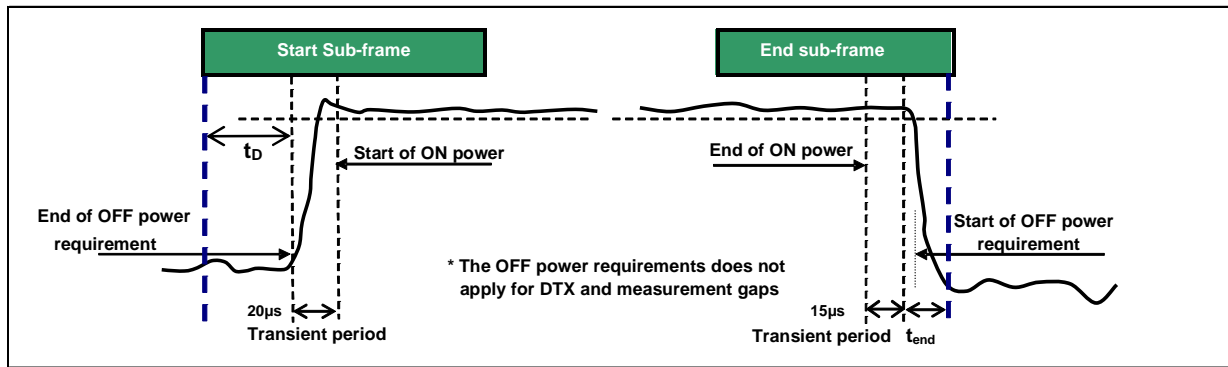 Start Sub-frame
End sub-frame
tD
Start of ON power
End of ON power
End of OFF power
requirement
Start of OFF power
requirement
* The OFF power requirements does not
apply for DTX and measurement gaps
20µs
Transient period
15µs
Transient period
tend